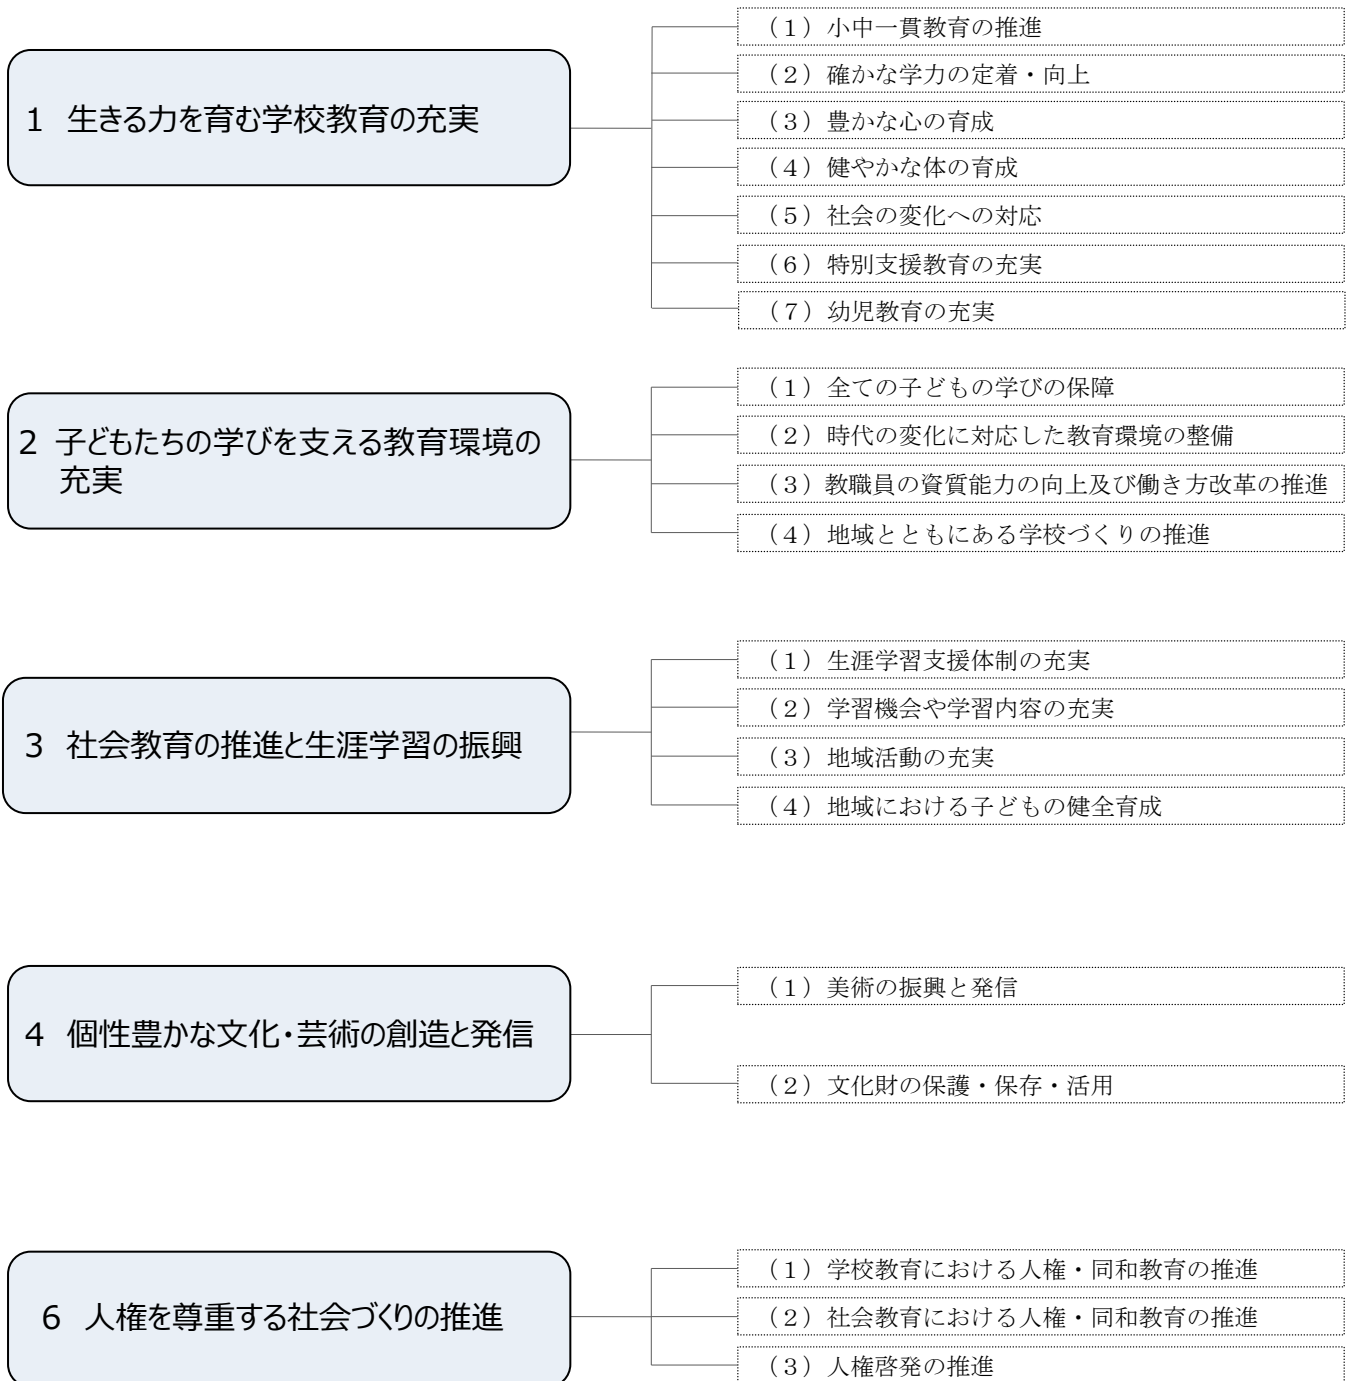 1 生きる力を育む学校教育の充実
（1）小中一貫教育の推進
（2）確かな学力の定着・向上
（3）豊かな心の育成
（4）健やかな体の育成
（5）社会の変化への対応
（6）特別支援教育の充実
（7）幼児教育の充実
2 子どもたちの学びを支える教育環境の
充実
（1）全ての子どもの学びの保障
（2）時代の変化に対応した教育環境の整備
（3）教職員の資質能力の向上及び働き方改革の推進
（4）地域とともにある学校づくりの推進
3 社会教育の推進と生涯学習の振興
（1）生涯学習支援体制の充実
（2）学習機会や学習内容の充実
（3）地域活動の充実
（4）地域における子どもの健全育成
4 個性豊かな文化・芸術の創造と発信
（1）美術の振興と発信
（2）文化財の保護・保存・活用
6 人権を尊重する社会づくりの推進
（1）学校教育における人権・同和教育の推進
（2）社会教育における人権・同和教育の推進
（3）人権啓発の推進